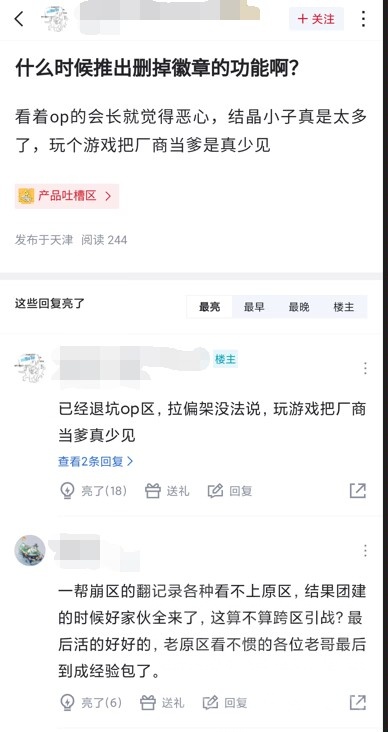 op
+ 关注
什么时候推出删掉徽章的功能啊？
看着op的会长就觉得恶心，结晶小子真是太多
了，玩个游戏把厂商当爹是真少见
产品吐槽区 >
发布于天津 阅读 244
这些回复亮了
最亮 最早 最晚 楼主
楼主
已经退坑op区，拉偏架没法说，玩游戏把厂商
当爹真少见
查看2条回复 >
亮了(18) 送礼 回复
一帮崩区的翻记录各种看不上原区，结果团建
的时候好家伙全来了，这算不算跨区引战？最
后活的好好的，老原区看不惯的各位老哥最后
到成经验包了。
亮了(6) 送礼 回复